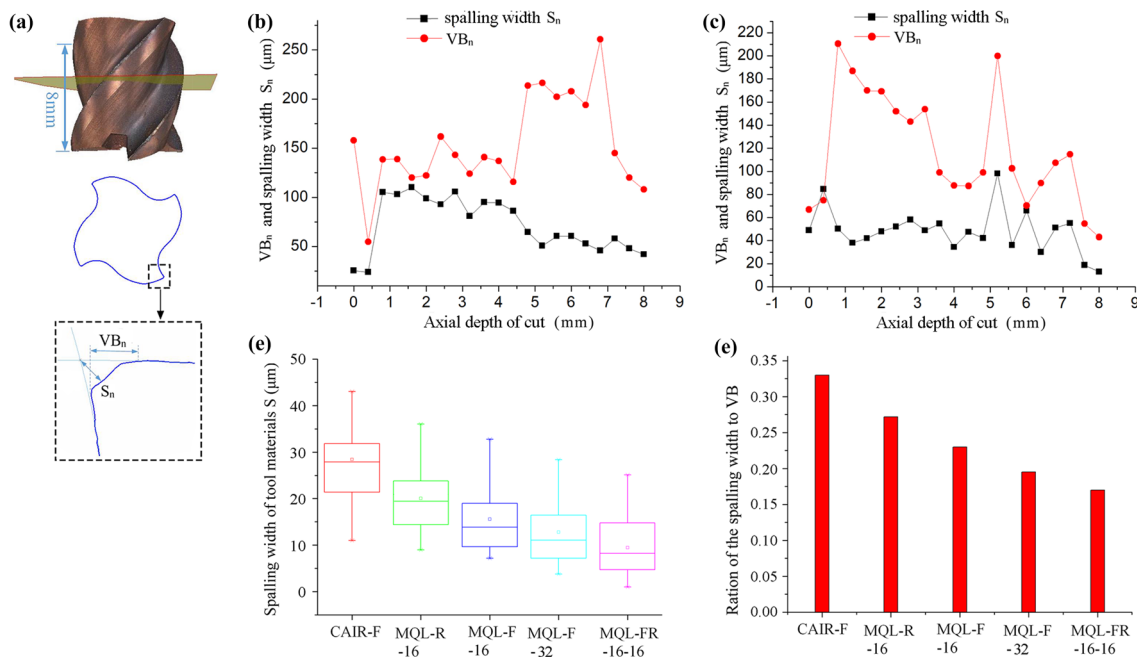 (a)
8mm
VBₙ
Sₙ
(b)
spalling width Sₙ
VBₙ
VBₙ and spalling width Sₙ (μm)
250
200
150
100
50
-1 0 1 2 3 4 5 6 7 8 9
Axial depth of cut (mm)
(c)
spalling width Sₙ
VBₙ
VBₙ and spalling width Sₙ (μm)
220
200
180
160
140
120
100
80
60
40
20
0
-1 0 1 2 3 4 5 6 7 8 9
Axial depth of cut (mm)
(e)
Spalling width of tool materials S (μm)
50
40
30
20
10
0
CAIR-F MQL-R MQL-F MQL-F MQL-FR
-16 -16 -32 -16-16
(e)
Ration of the spalling width to VB
0.35
0.30
0.25
0.20
0.15
0.10
0.05
0.00
CAIR-F MQL-R MQL-F MQL-F MQL-FR
-16 -16 -32 -16-16